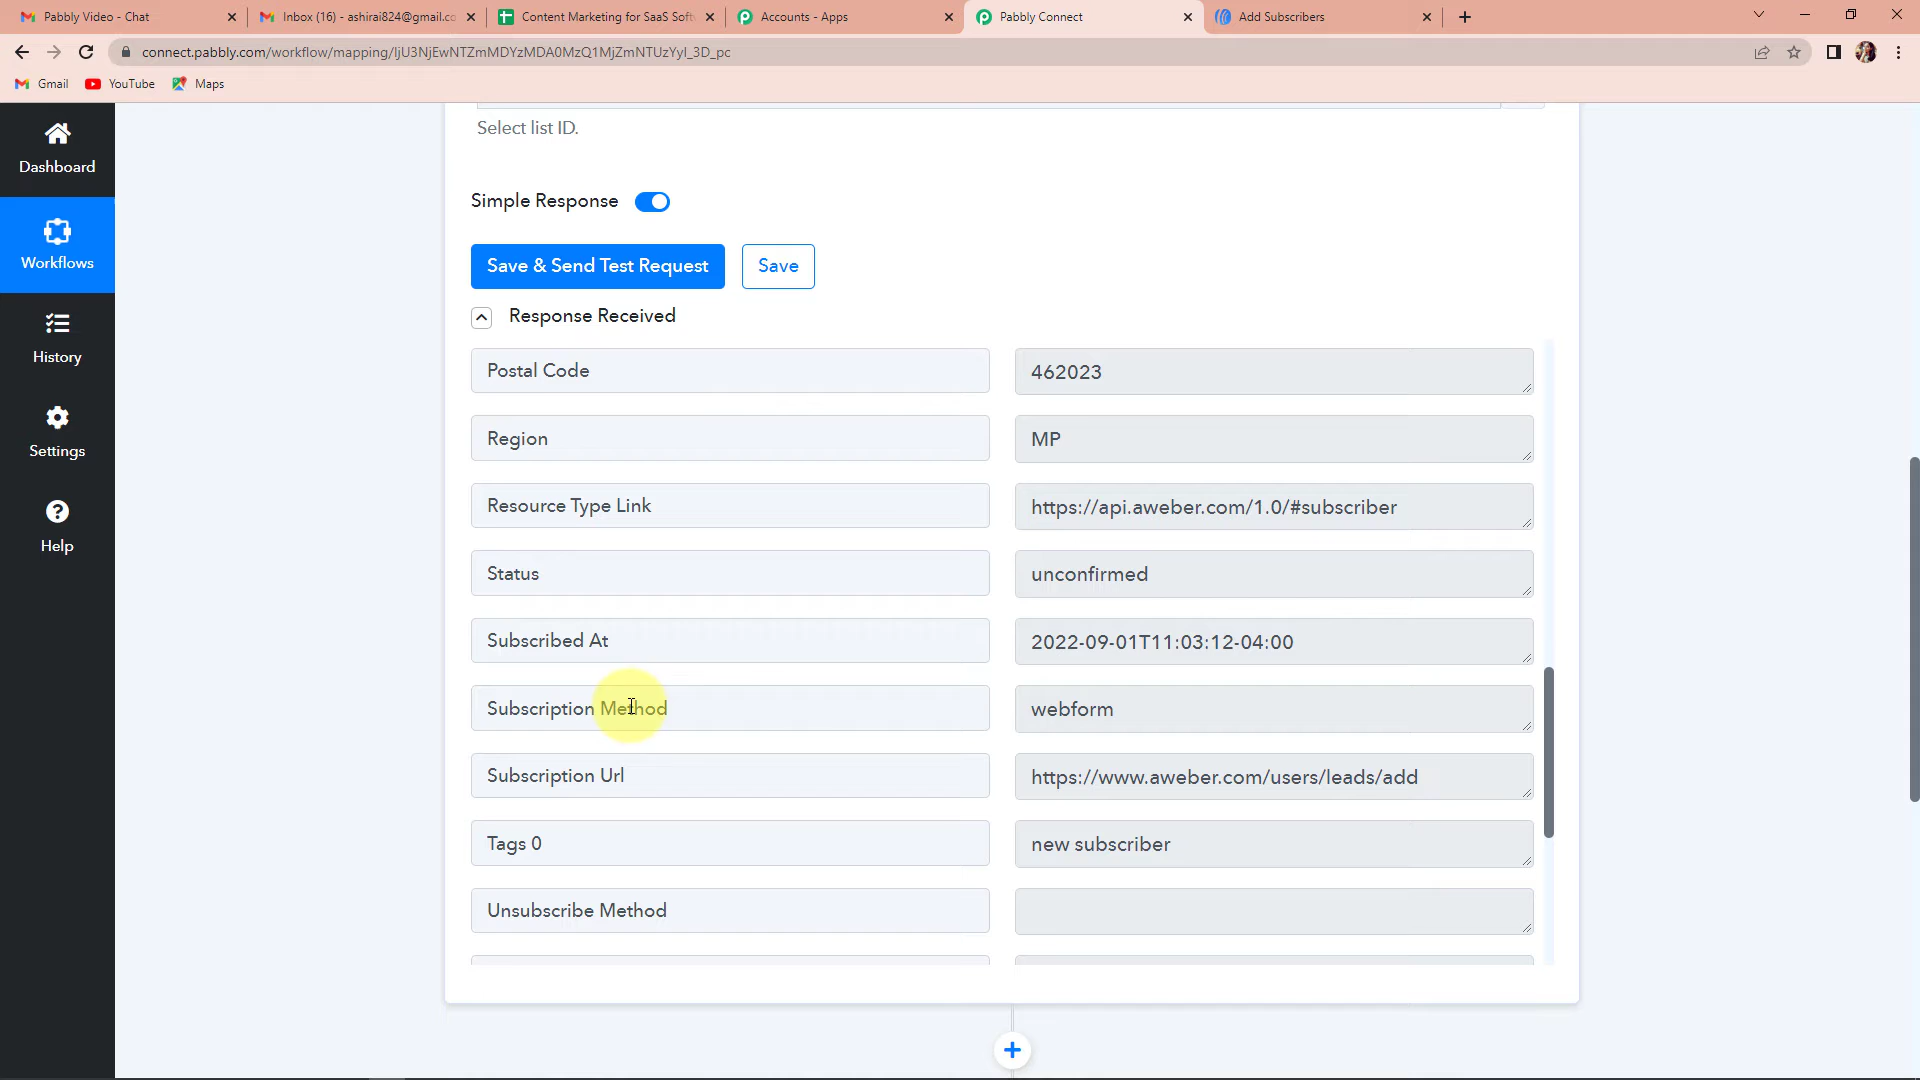 Pabbly Video - Chat
Inbox (16) - ashirai824@gmail.co
Content Marketing for SaaS Soft
Accounts - Apps
Pabbly Connect
Add Subscribers
connect.pabbly.com/workflow/mapping/IjU3NjEwNTZmMDYzMDA0MzQ1MjZmNTUzYyI_3D_pc
Gmail
YouTube
Maps
Dashboard
Workflows
History
Settings
Help
Select list ID.
Simple Response
Save & Send Test Request
Save
Response Received
Postal Code
462023
Region
MP
Resource Type Link
https://api.aweber.com/1.0/#subscriber
Status
unconfirmed
Subscribed At
2022-09-01T11:03:12-04:00
Subscription Method
webform
Subscription Url
https://www.aweber.com/users/leads/add
Tags 0
new subscriber
Unsubscribe Method